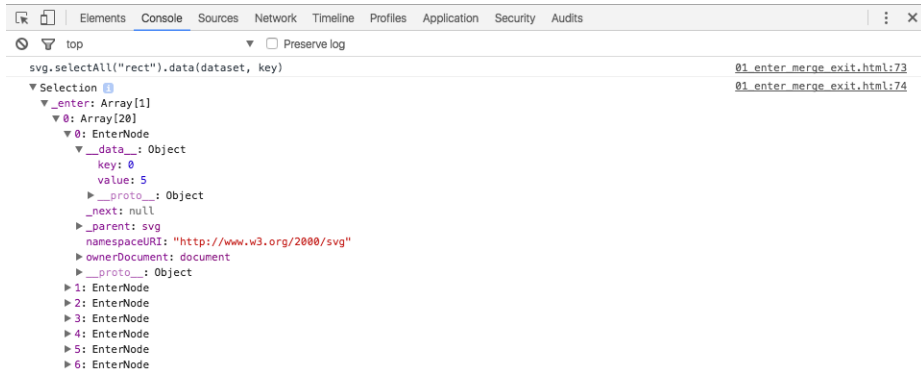 Elements Console Sources Network Timeline Profiles Application Security Audits
top Preserve log
svg.selectAll("rect").data(dataset, key) 01 enter merge exit.html:73
Selection 01 enter merge exit.html:74
_enter: Array[1]
0: Array[20]
0: EnterNode
__data__: Object
key: 0
value: 5
__proto__: Object
_next: null
_parent: svg
namespaceURI: "http://www.w3.org/2000/svg"
ownerDocument: document
__proto__: Object
1: EnterNode
2: EnterNode
3: EnterNode
4: EnterNode
5: EnterNode
6: EnterNode